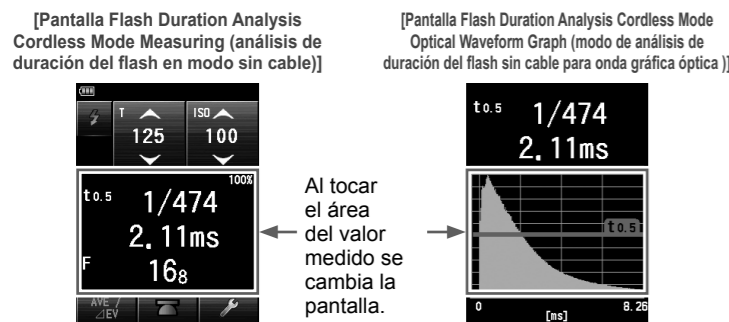 [Pantalla Flash Duration Analysis
Cordless Mode Measuring (análisis de
duración del flash en modo sin cable)]
[Pantalla Flash Duration Analysis Cordless Mode
Optical Waveform Graph (modo de análisis de
duración del flash sin cable para onda gráfica óptica )]
T
125
ISO
100
100%
t0.5 1/474
2.11ms
F 16₈
AVE /
⊿EV
Al tocar
el área
del valor
medido se
cambia la
pantalla.
t0.5 1/474
2.11ms
t0.5
0 [ms] 8.26